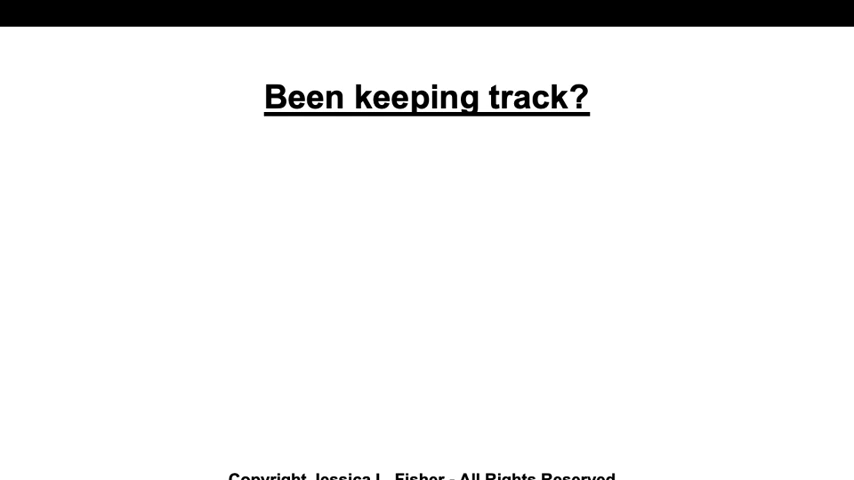 Been keeping track?
Copyright Jessica L. Fisher - All Rights Reserved